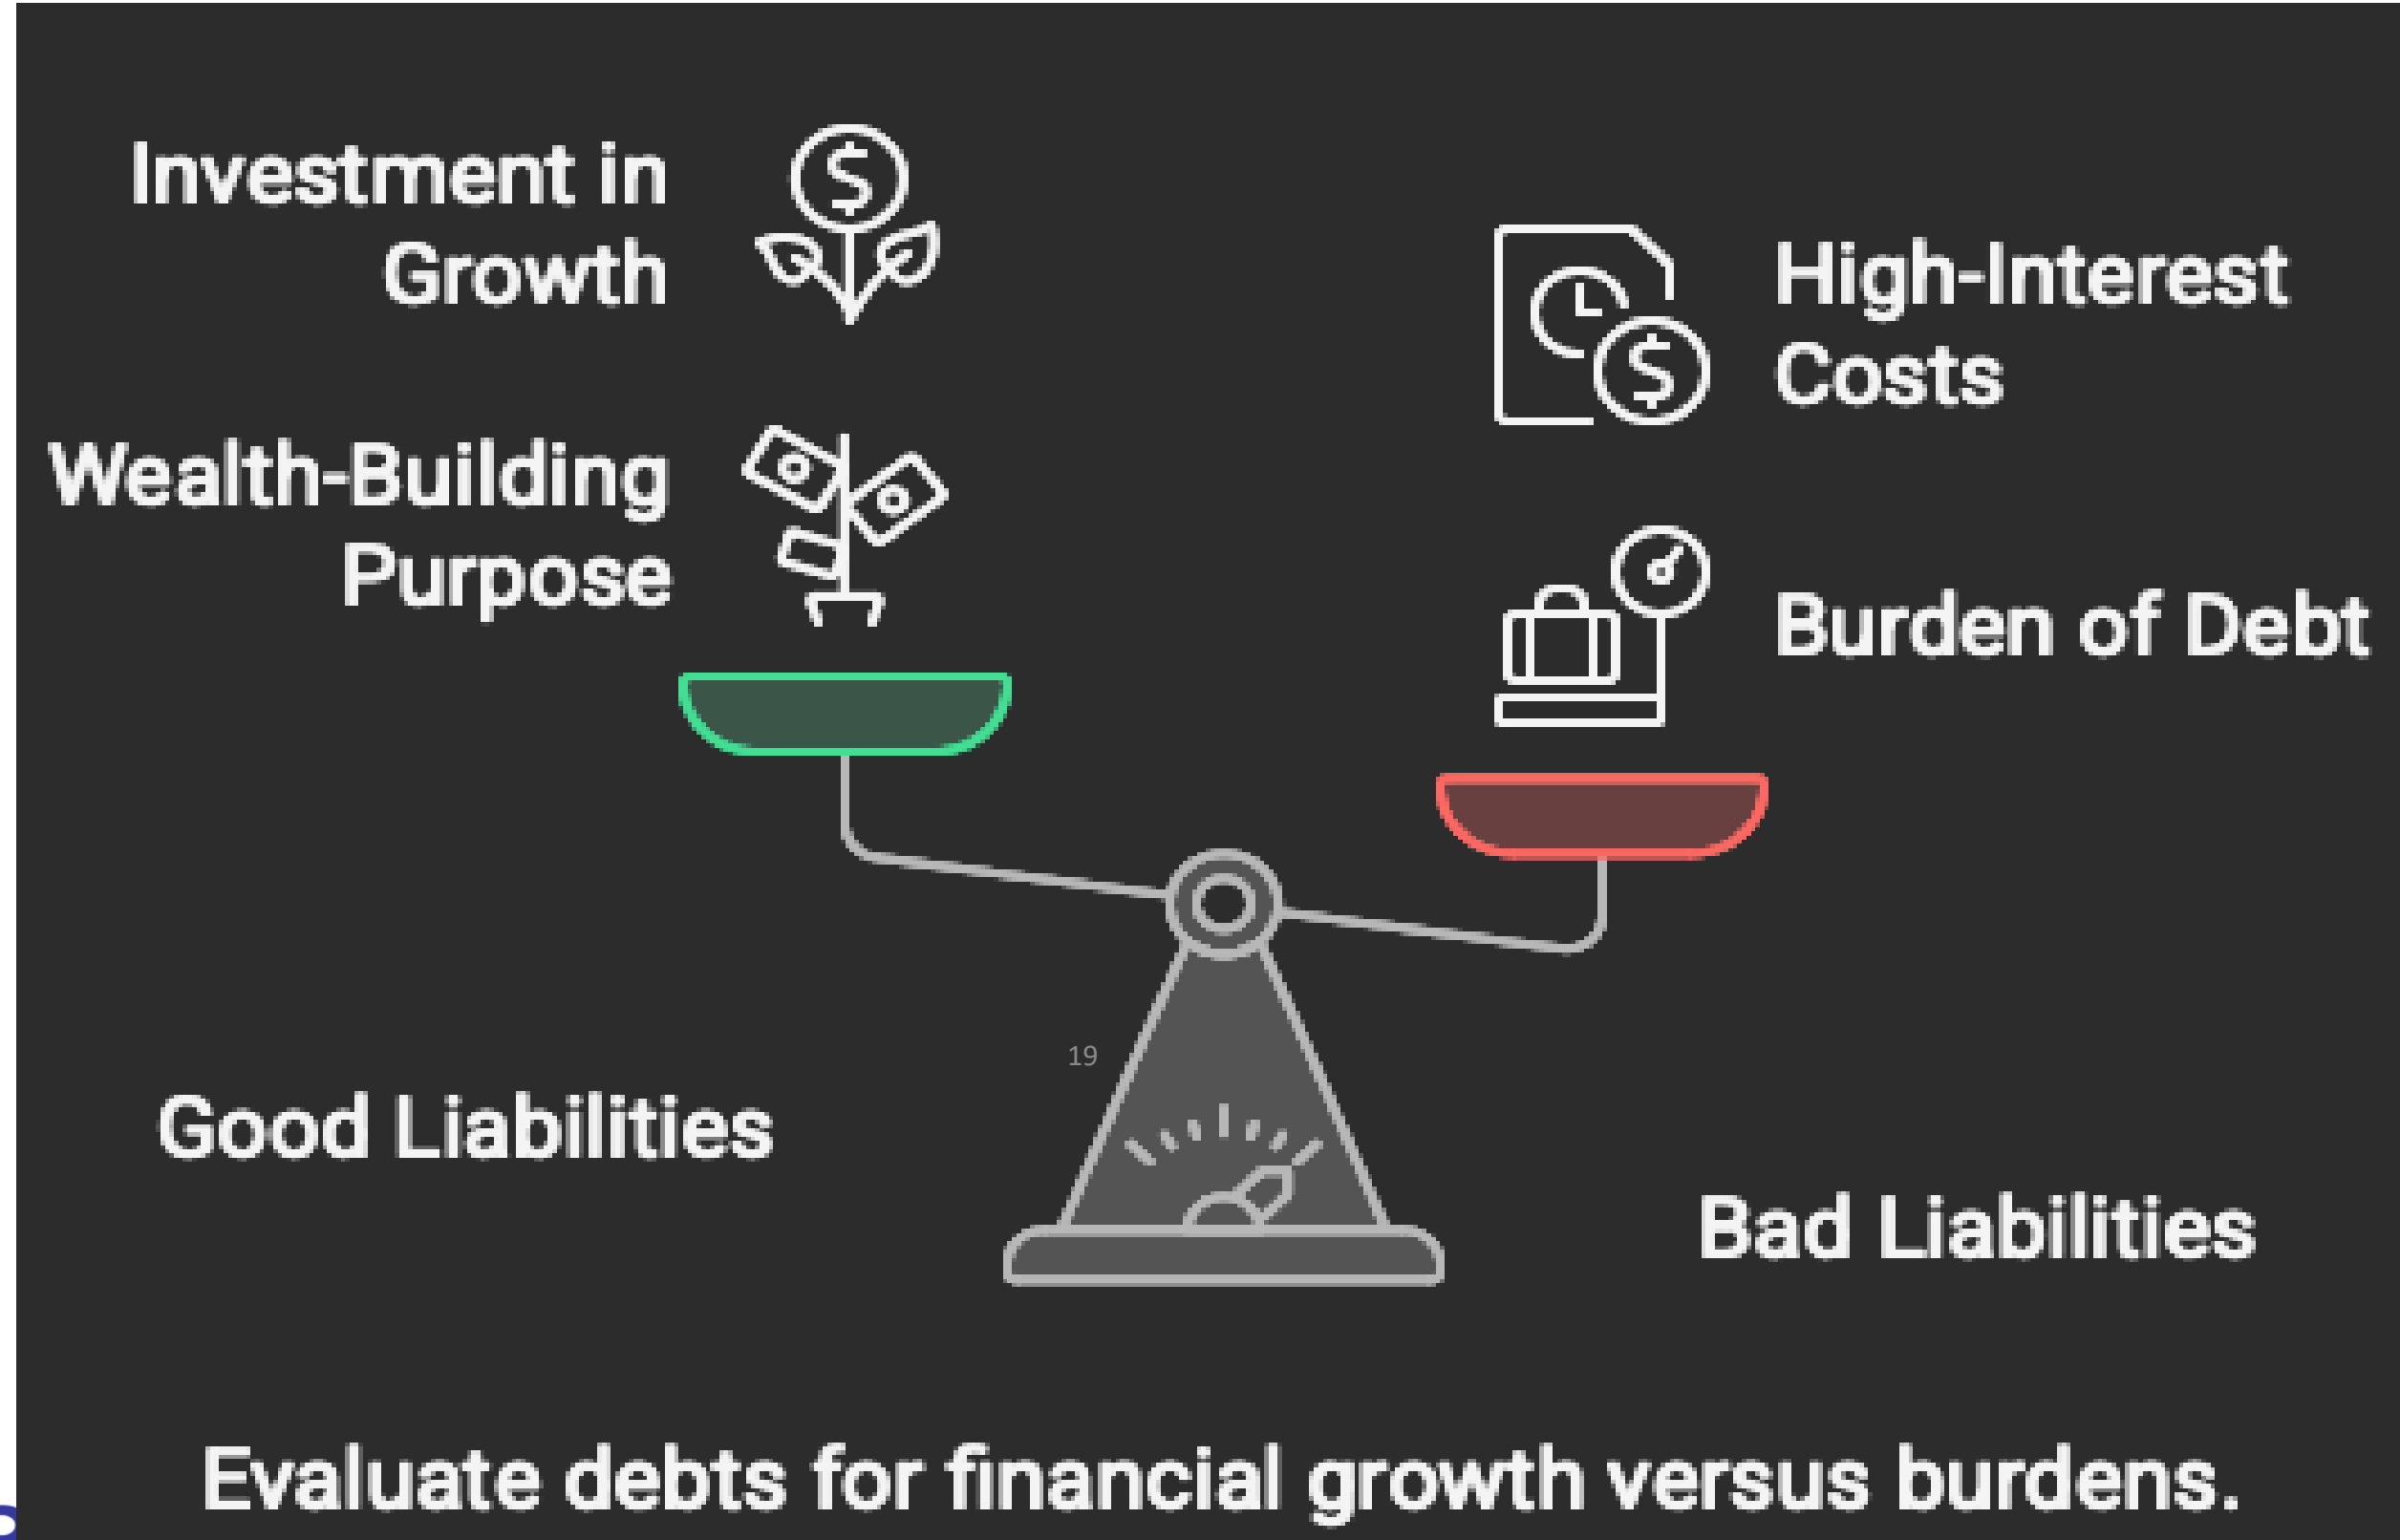 Investment in
Growth
Wealth-Building
Purpose
High-Interest
Costs
Burden of Debt
19
Good Liabilities
Bad Liabilities
Evaluate debts for financial growth versus burdens.